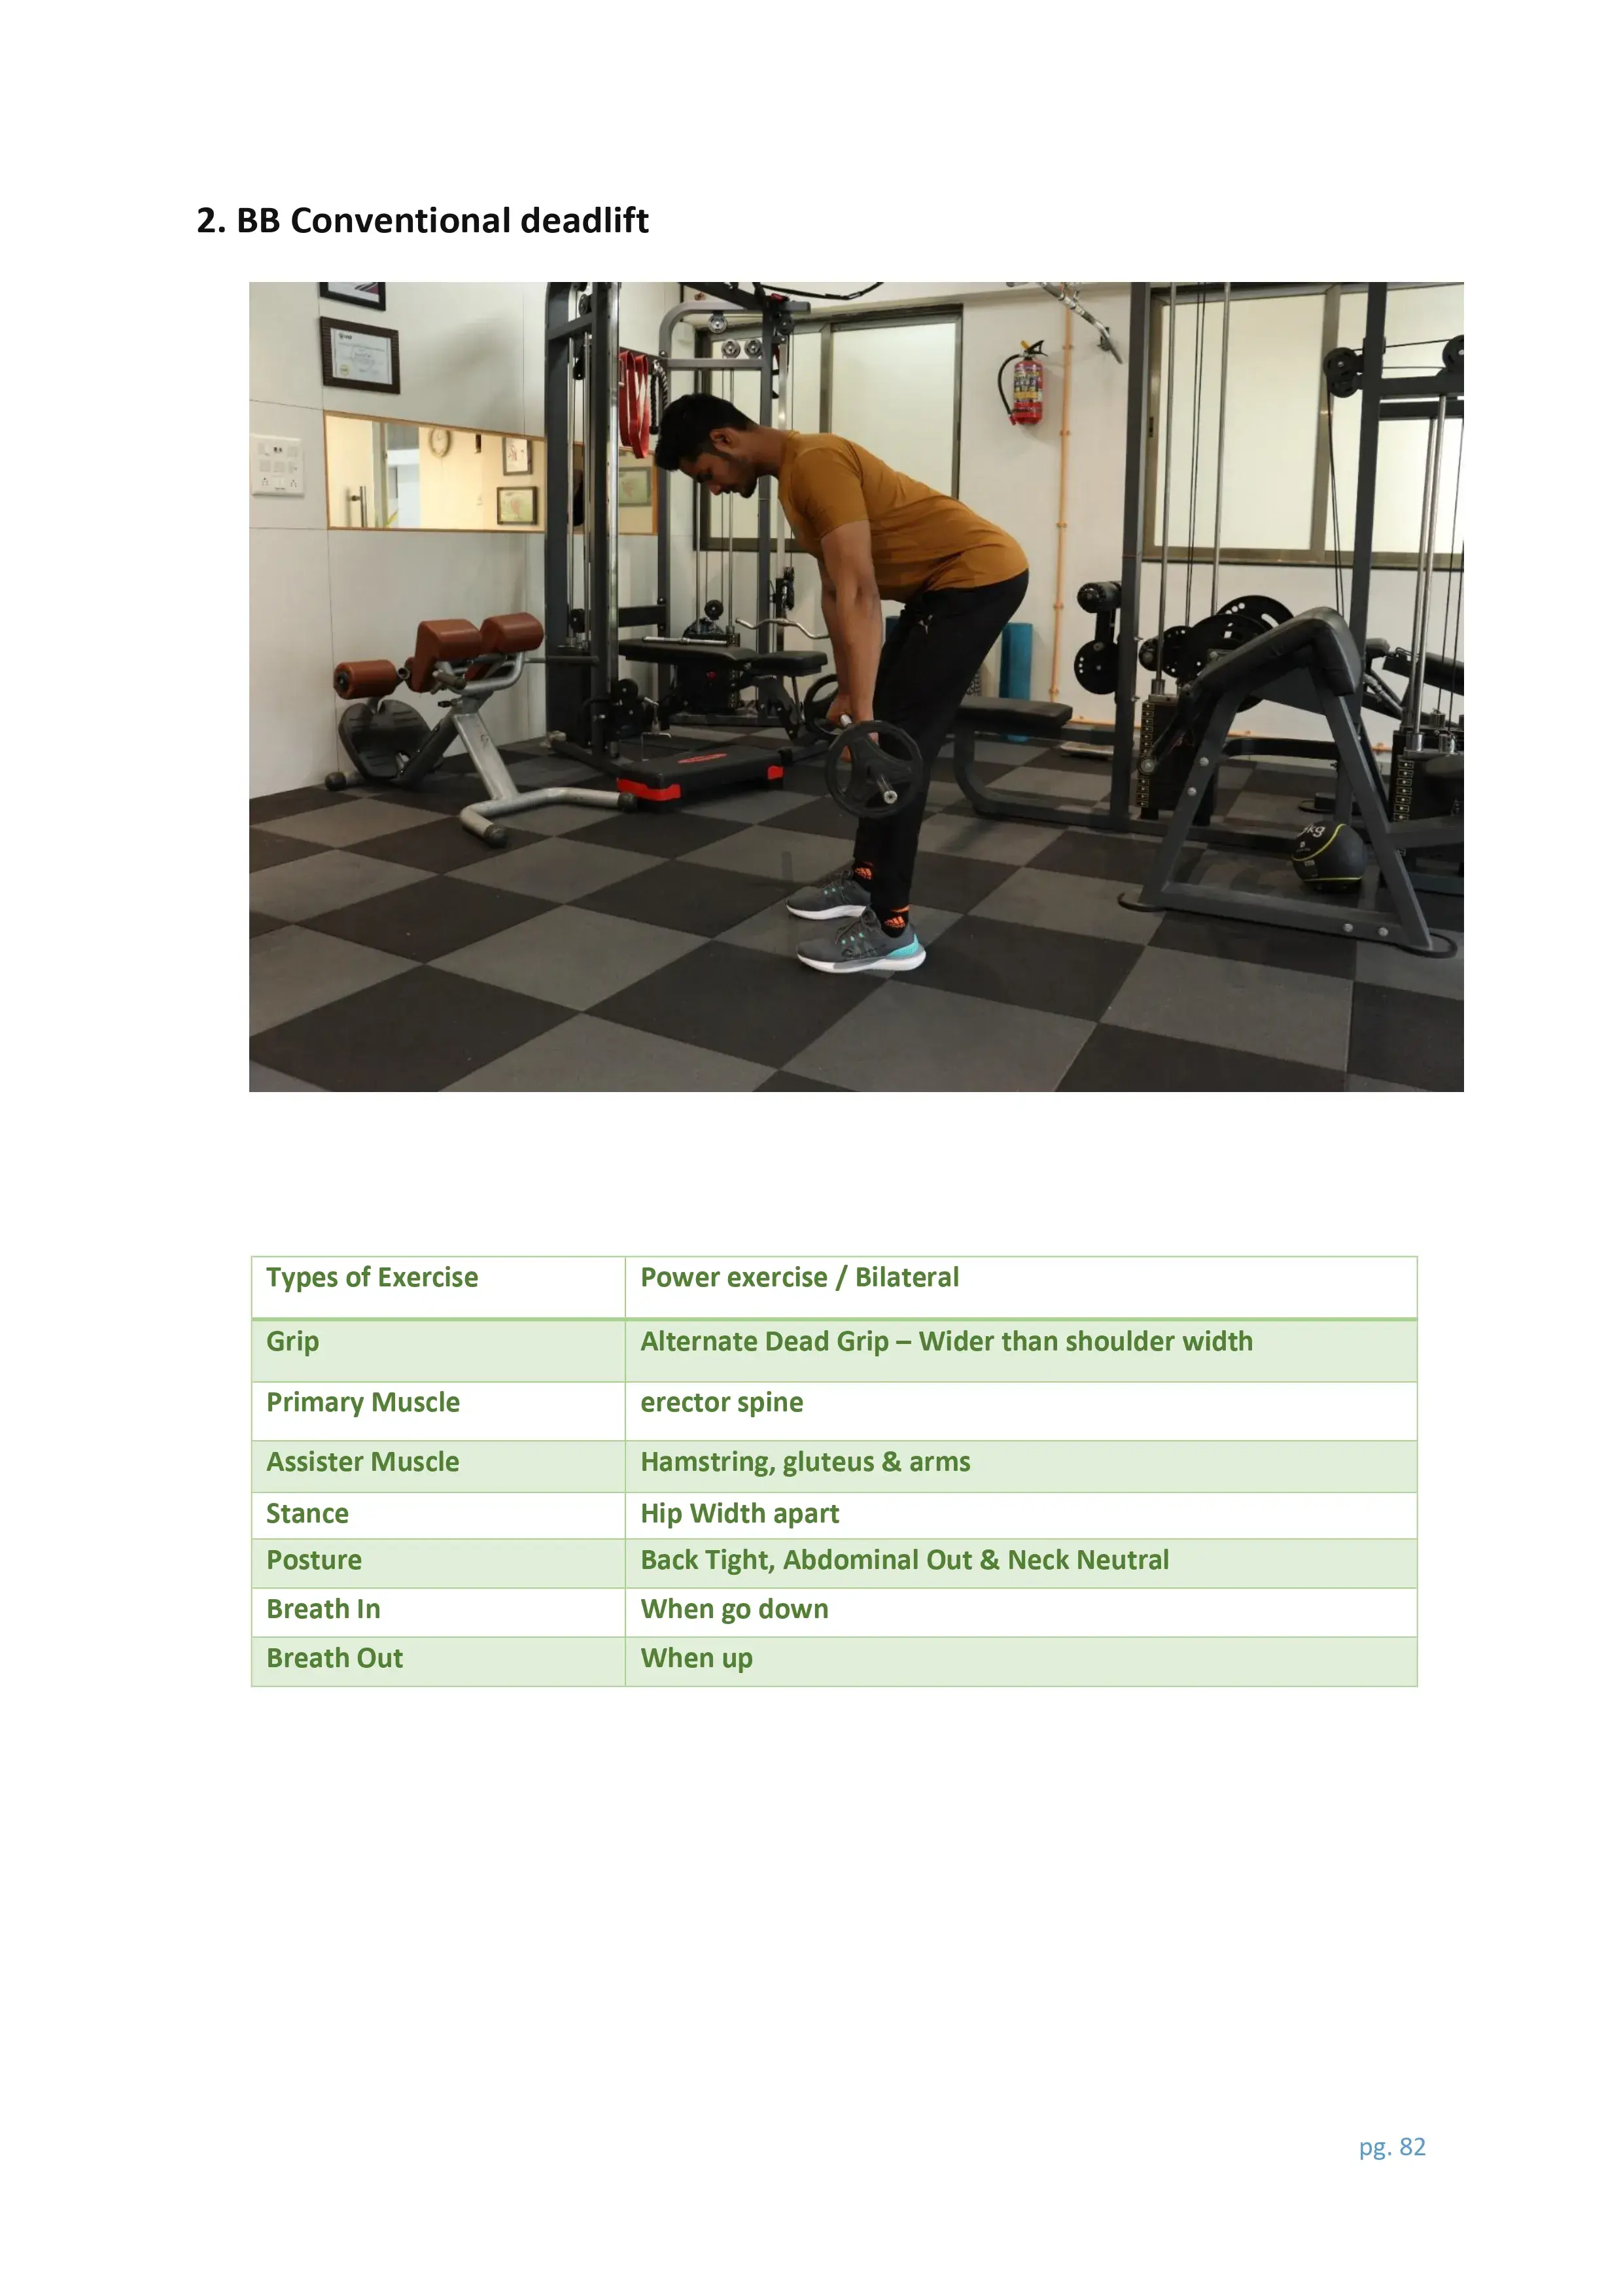 2. BB Conventional deadlift
kg
Types of Exercise Power exercise / Bilateral
Grip Alternate Dead Grip – Wider than shoulder width
Primary Muscle erector spine
Assister Muscle Hamstring, gluteus & arms
Stance Hip Width apart
Posture Back Tight, Abdominal Out & Neck Neutral
Breath In When go down
Breath Out When up
pg. 82